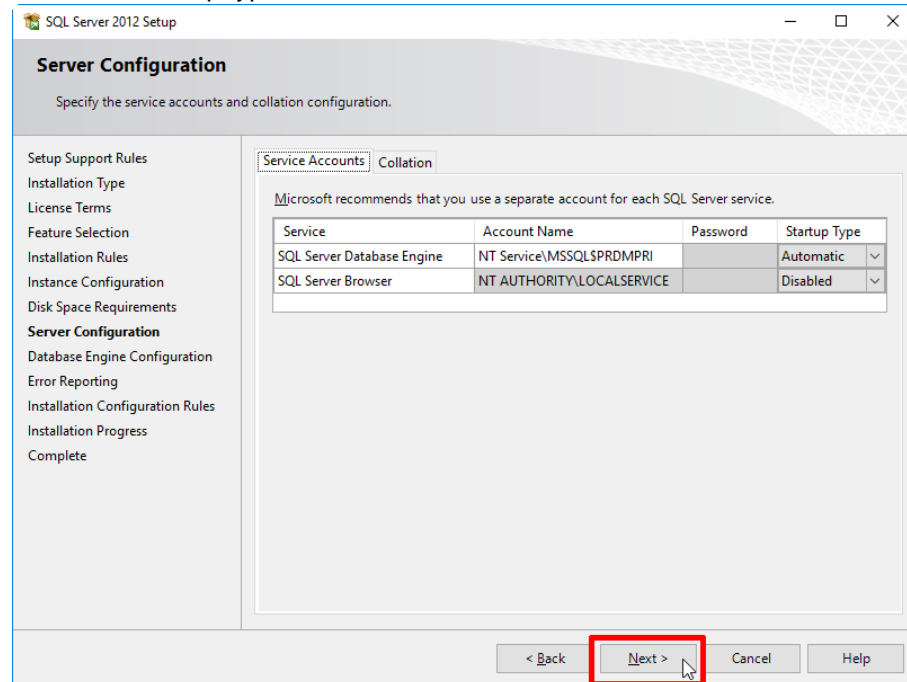 SQL Server 2012 Setup
Server Configuration
Specify the service accounts and collation configuration.
Setup Support Rules
Installation Type
License Terms
Feature Selection
Installation Rules
Instance Configuration
Disk Space Requirements
Server Configuration
Database Engine Configuration
Error Reporting
Installation Configuration Rules
Installation Progress
Complete
Service Accounts Collation
Microsoft recommends that you use a separate account for each SQL Server service.
Service Account Name Password Startup Type
SQL Server Database Engine NT Service\MSSQL$PRDMPRI Automatic
SQL Server Browser NT AUTHORITY\LOCALSERVICE Disabled
< Back Next > Cancel Help